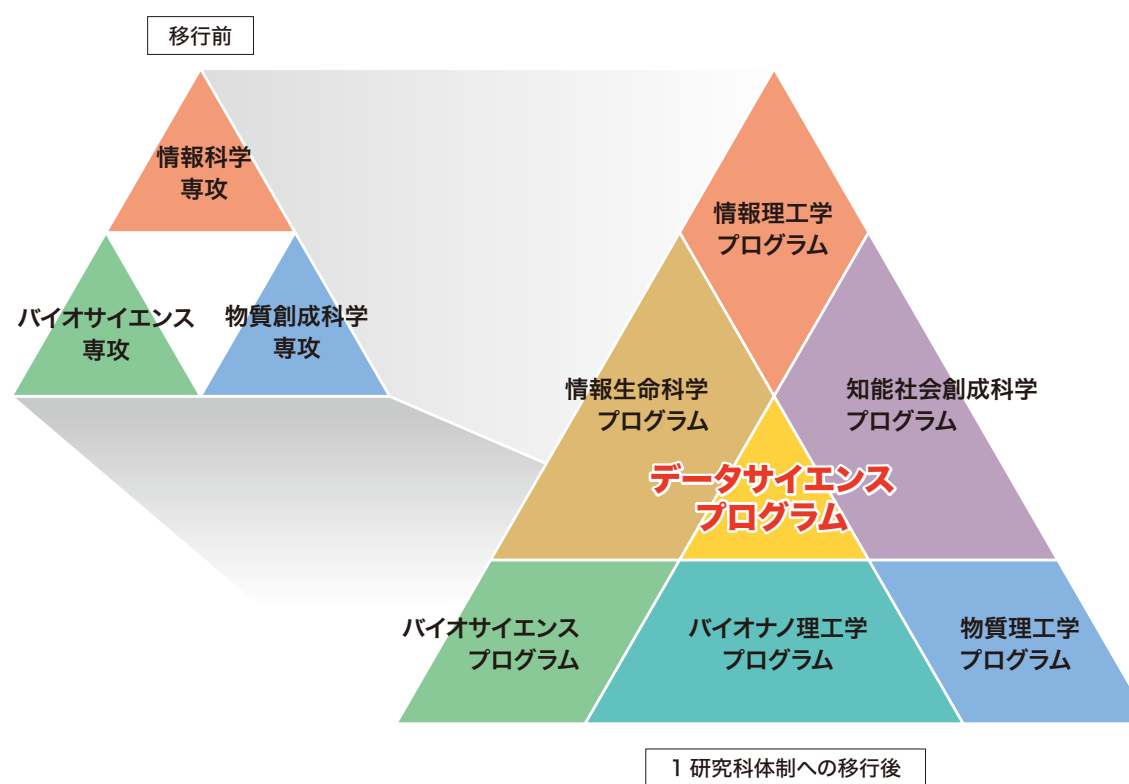 移行前
情報科学
専攻
バイオサイエンス
専攻
物質創成科学
専攻
情報理工学
プログラム
情報生命科学
プログラム
知能社会創成科学
プログラム
データサイエンス
プログラム
バイオサイエンス
プログラム
バイオナノ理工学
プログラム
物質理工学
プログラム
1 研究科体制への移行後